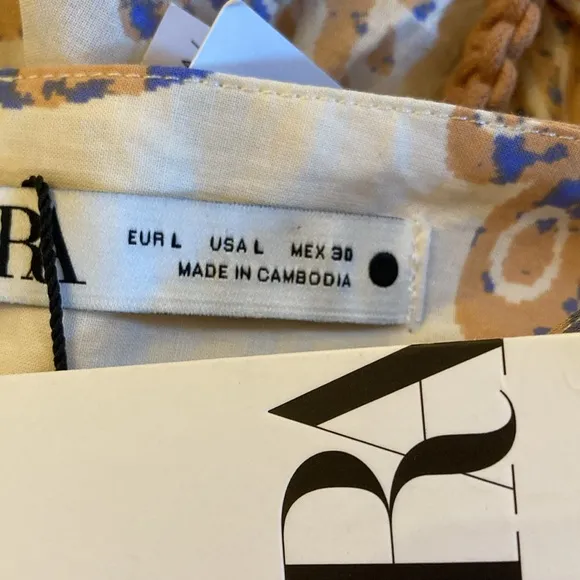 RA
EUR L USA L MEX 30
MADE IN CAMBODIA
RA